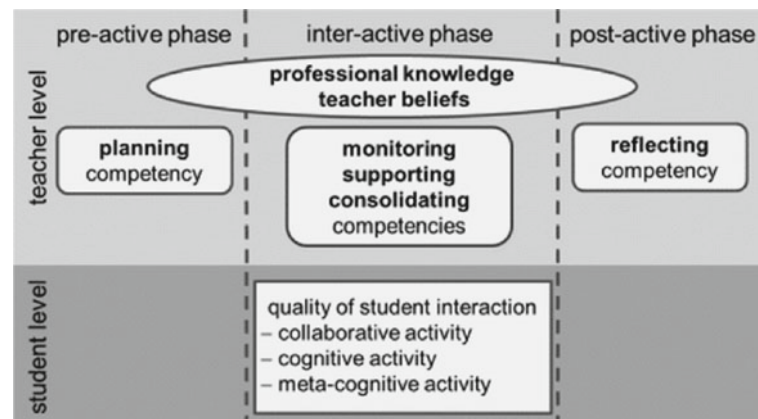 pre-active phase
inter-active phase
post-active phase
teacher level
professional knowledge
teacher beliefs
planning
competency
monitoring
supporting
consolidating
competencies
reflecting
competency
student level
quality of student interaction
– collaborative activity
– cognitive activity
– meta-cognitive activity